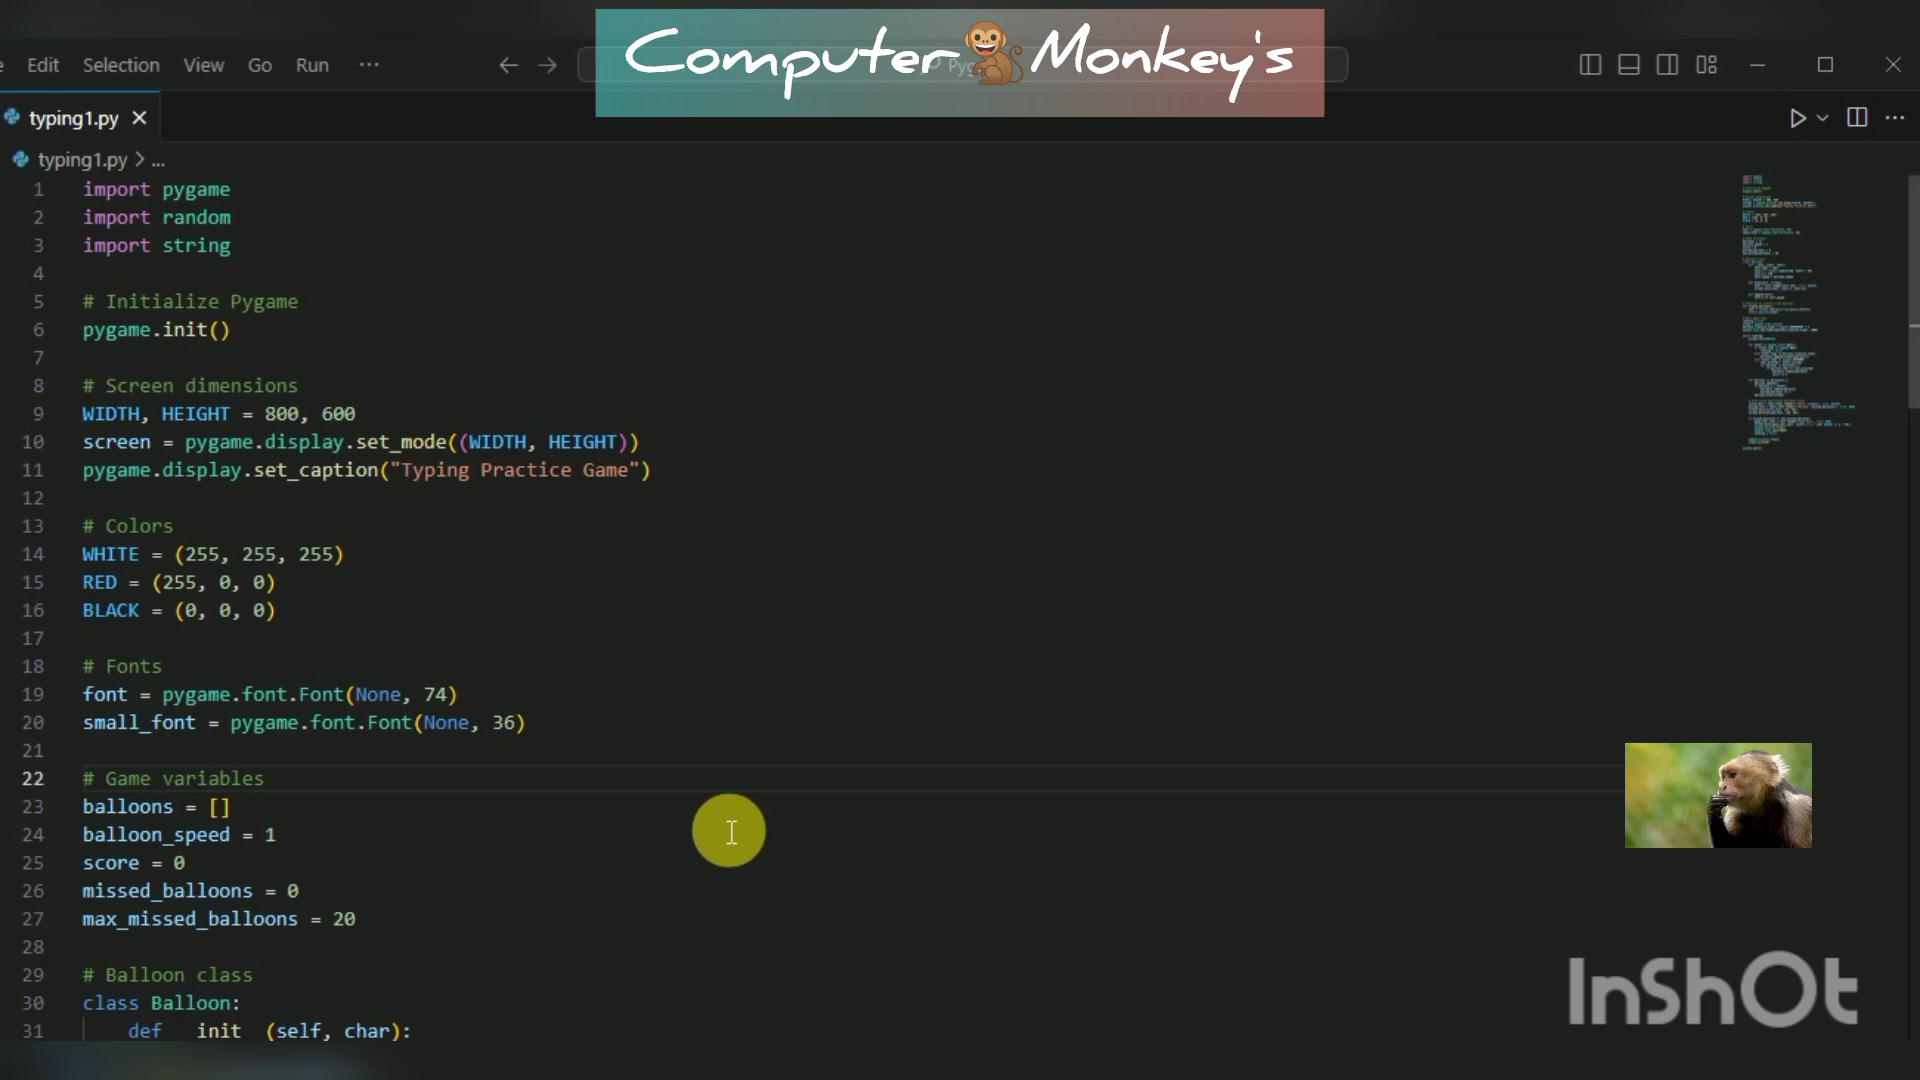 Computer Monkey's
Edit Selection View Go Run ...
typing1.py
typing1.py > ...
1 import pygame
2 import random
3 import string
4
5 # Initialize Pygame
6 pygame.init()
7
8 # Screen dimensions
9 WIDTH, HEIGHT = 800, 600
10 screen = pygame.display.set_mode((WIDTH, HEIGHT))
11 pygame.display.set_caption("Typing Practice Game")
12
13 # Colors
14 WHITE = (255, 255, 255)
15 RED = (255, 0, 0)
16 BLACK = (0, 0, 0)
17
18 # Fonts
19 font = pygame.font.Font(None, 74)
20 small_font = pygame.font.Font(None, 36)
21
22 # Game variables
23 balloons = []
24 balloon_speed = 1
25 score = 0
26 missed_balloons = 0
27 max_missed_balloons = 20
28
29 # Balloon class
30 class Balloon:
31 def init (self, char):
InShOt